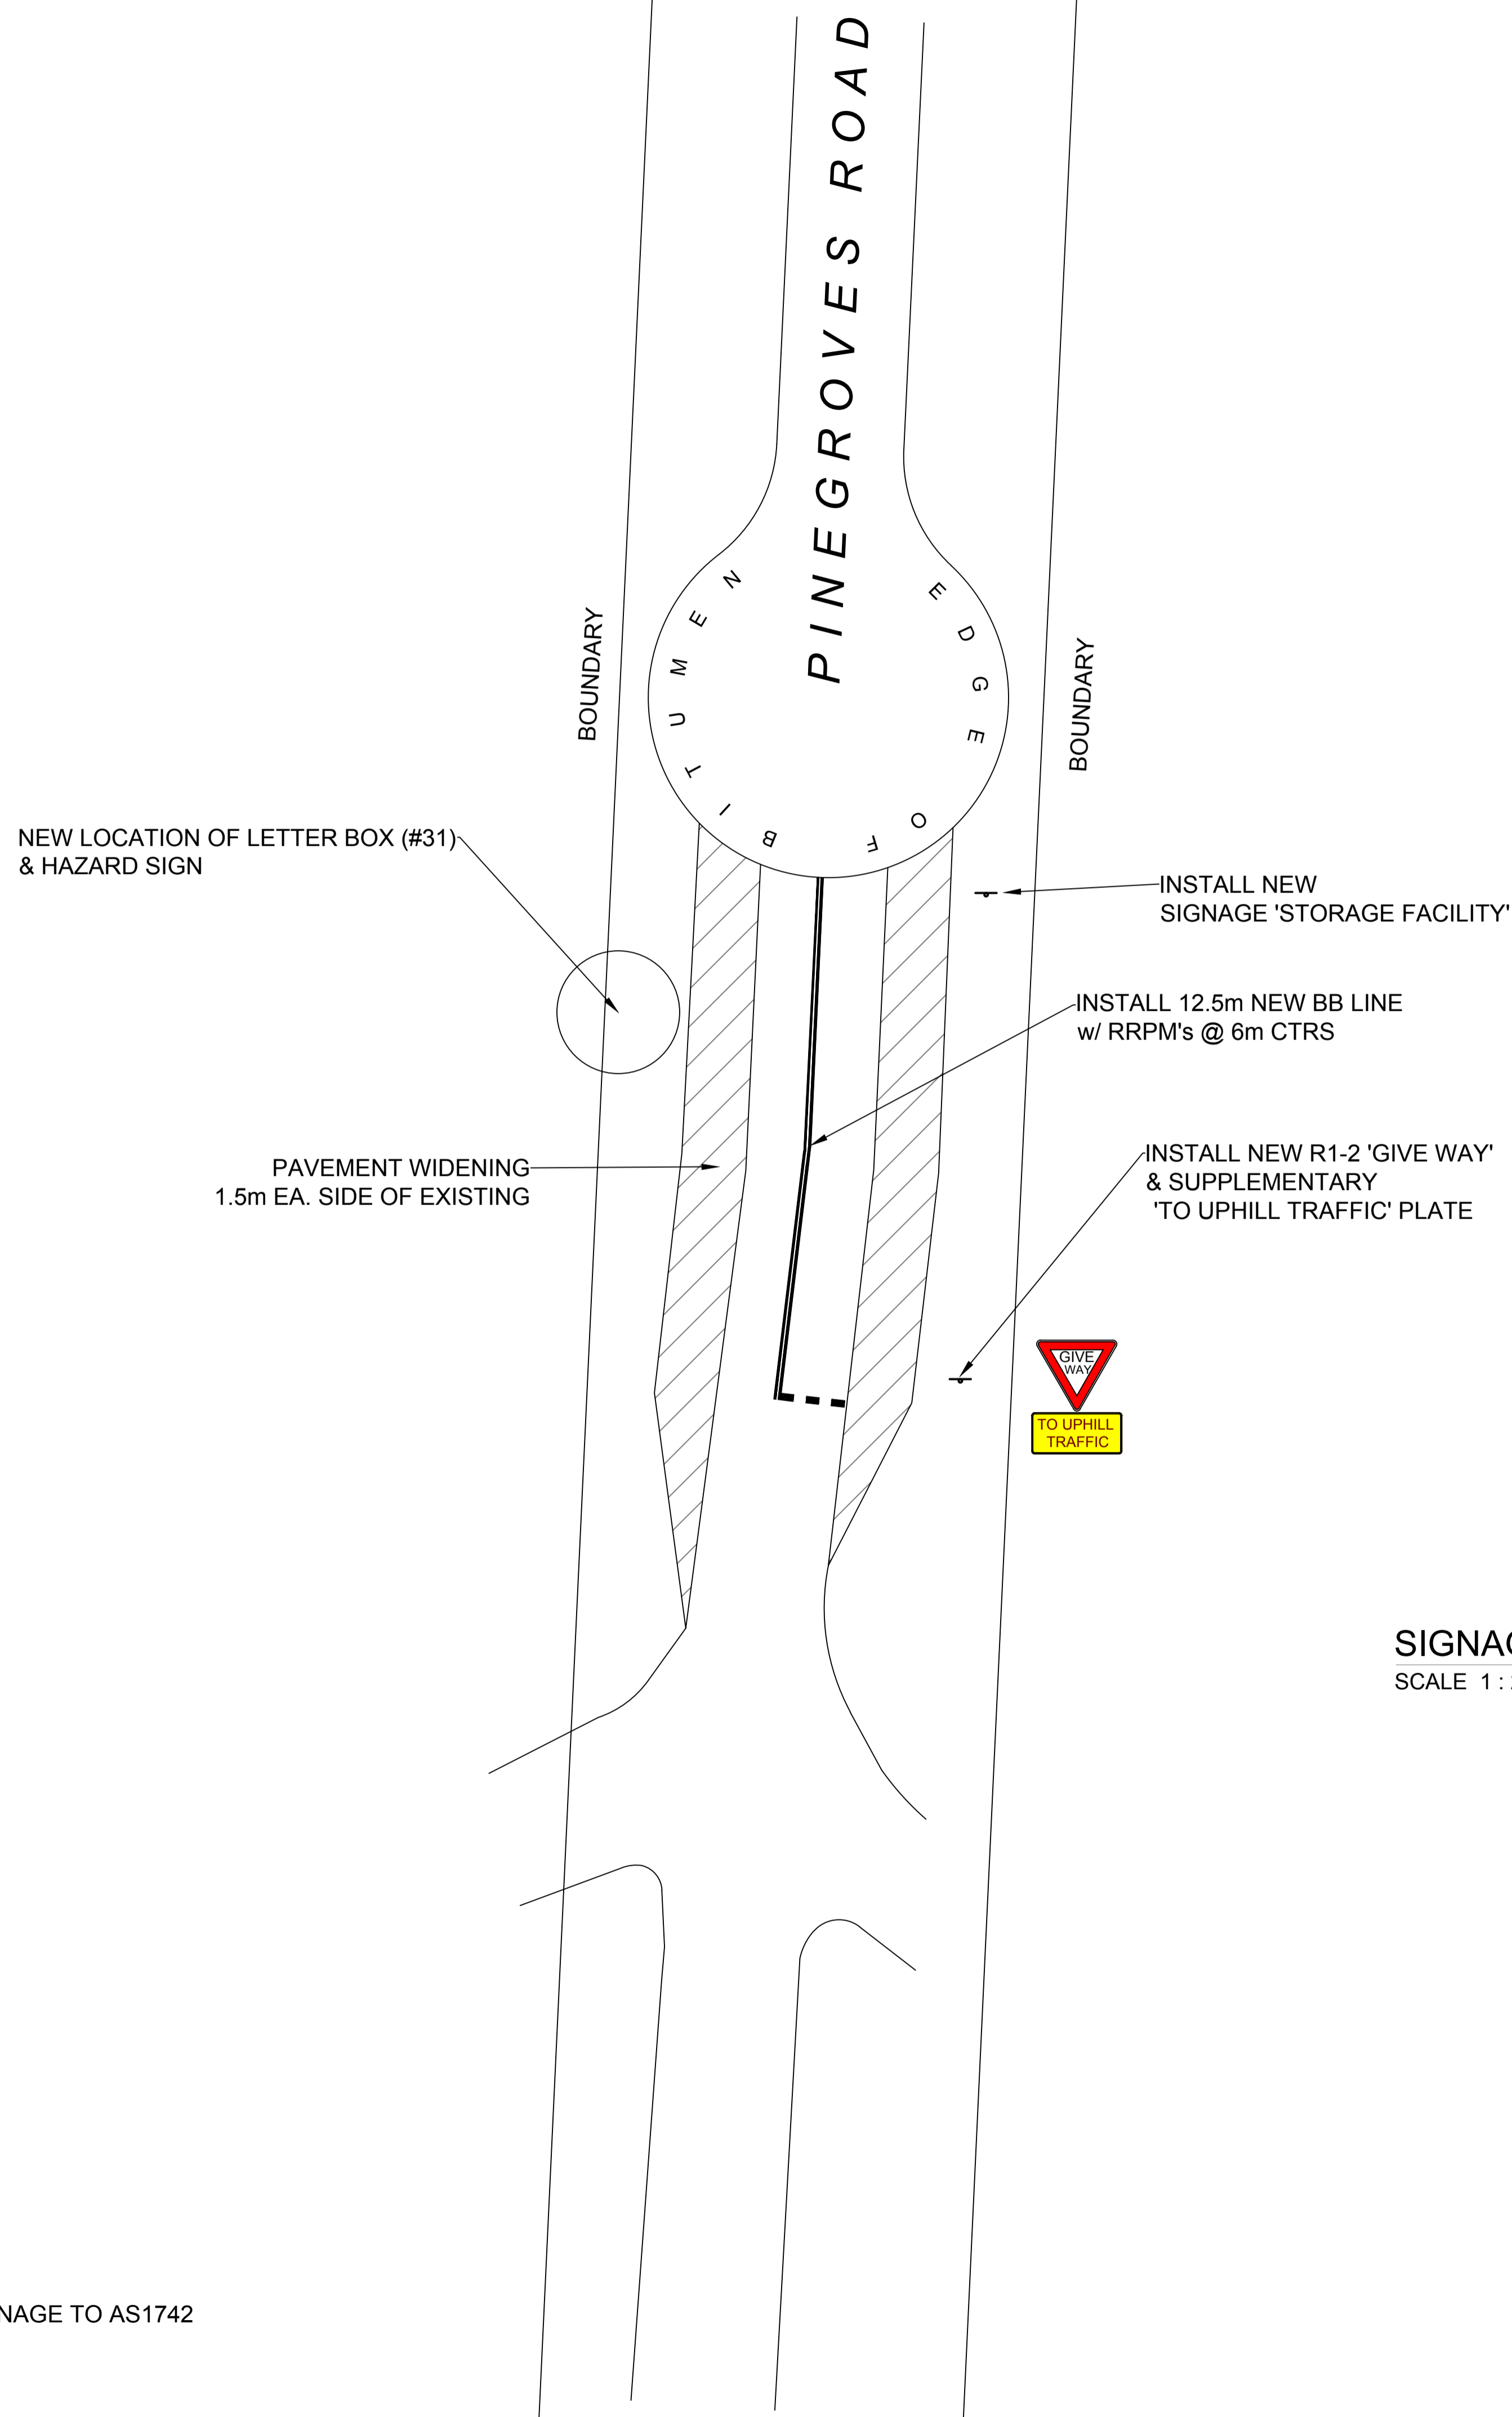 PINEGROVES ROAD
EDGE OF BITUMEN
BOUNDARY
BOUNDARY
NEW LOCATION OF LETTER BOX (#31)
& HAZARD SIGN
INSTALL NEW
SIGNAGE 'STORAGE FACILITY'
INSTALL 12.5m NEW BB LINE
w/ RRPM's @ 6m CTRS
PAVEMENT WIDENING
1.5m EA. SIDE OF EXISTING
INSTALL NEW R1-2 'GIVE WAY'
& SUPPLEMENTARY
'TO UPHILL TRAFFIC' PLATE
GIVE
WAY
TO UPHILL
TRAFFIC
SCALE 1 :
TO AS1742